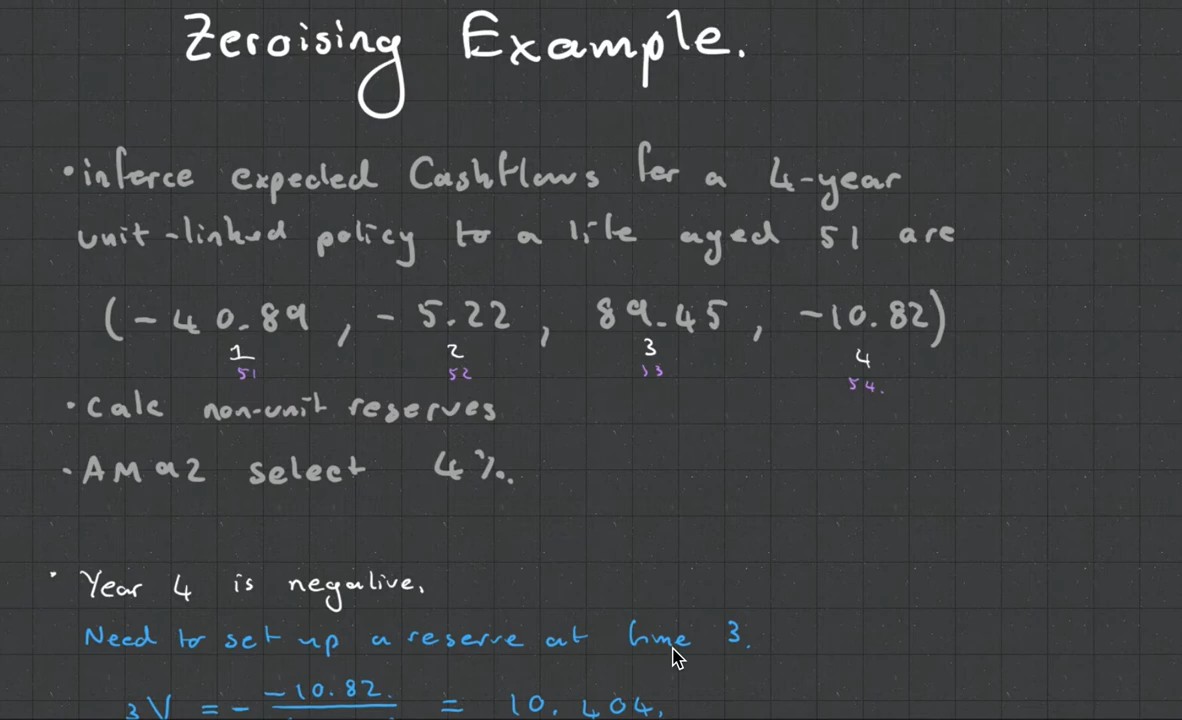 Zeroising Example.
• inforce expected Cashflows for a 4-year
unit-linked policy to a life aged 51 are
(-40.89, -5.22, 89.45, -10.82)
1 2 3 4
51 52 53 54.
• Calc non-unit reserves
• AM92 select 4%.
• Year 4 is negative.
Need to set up a reserve at time 3.
3V = - -10.82. = 10.404.